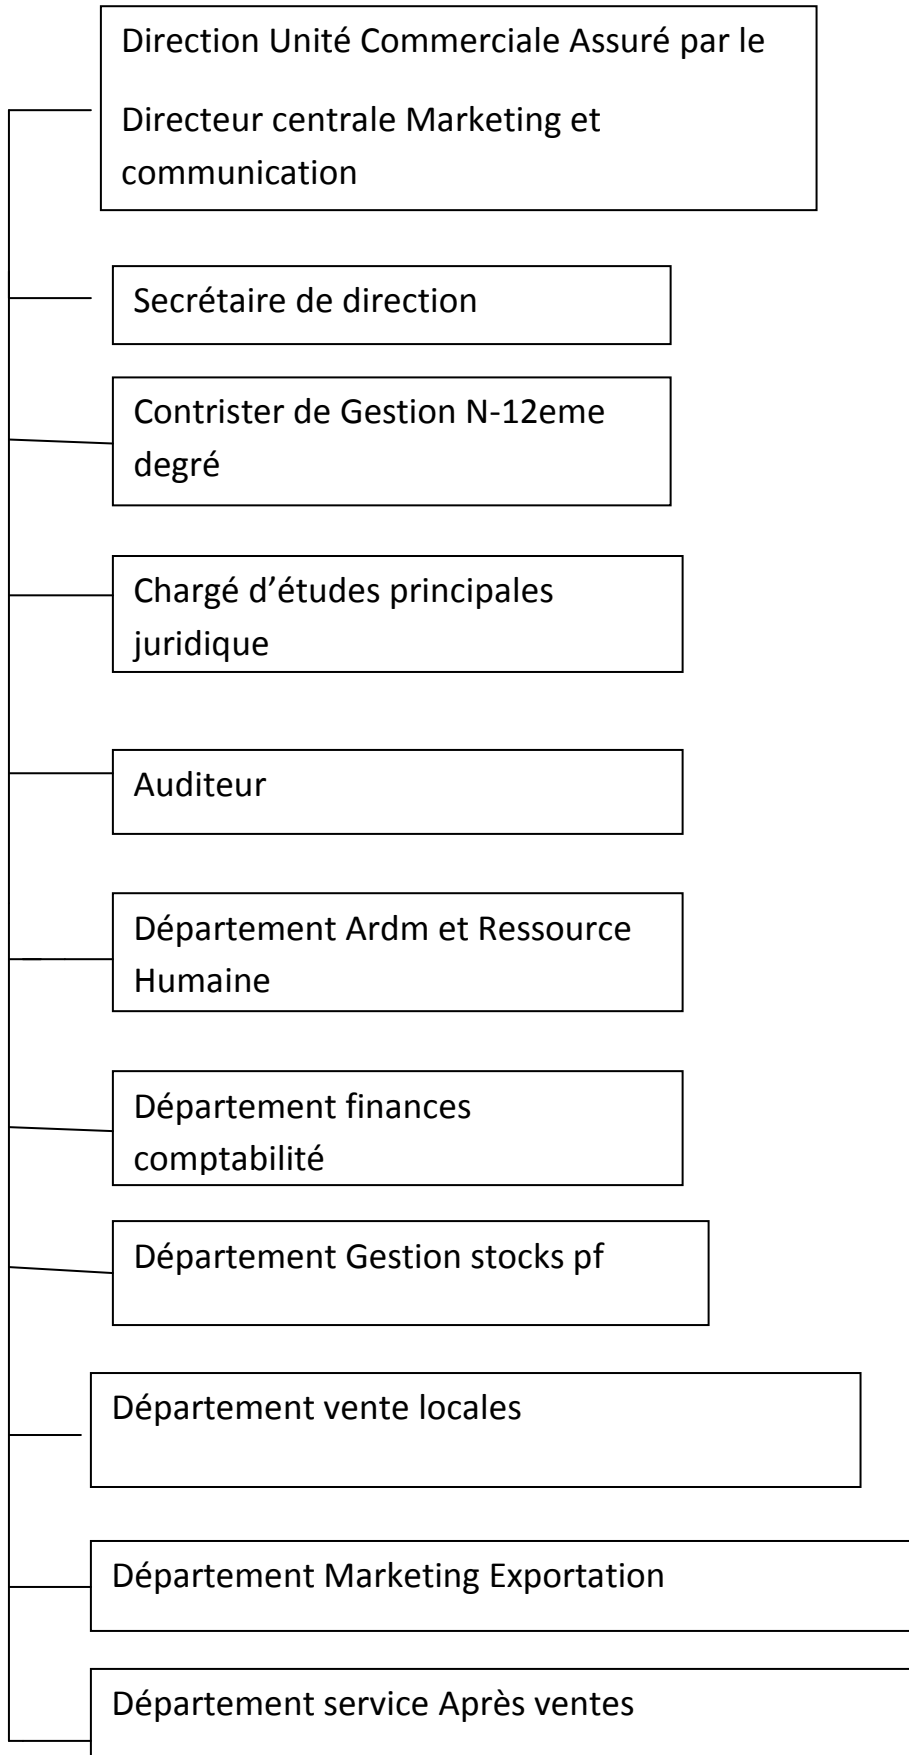 Direction Unité Commerciale Assuré par le
Directeur centrale Marketing et
communication
Secrétaire de direction
Contrister de Gestion N-12eme
degré
Chargé d’études principales
juridique
Auditeur
Département Ardm et Ressource
Humaine
Département finances
comptabilité
Département Gestion stocks pf
Département vente locales
Département Marketing Exportation
Département service Après ventes